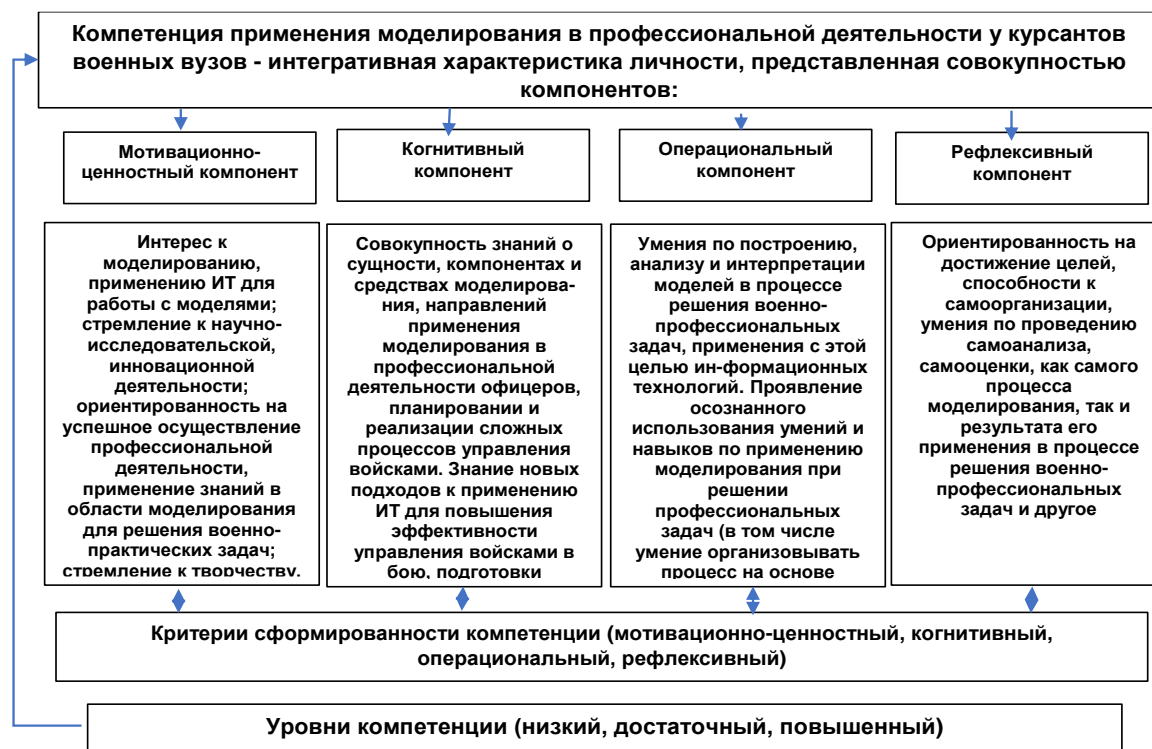 Компетенция применения моделирования в профессиональной деятельности у курсантов
военных вузов - интегративная характеристика личности, представленная совокупностью
компонентов:
Мотивационно-
ценностный компонент
Когнитивный
компонент
Операциональный
компонент
Рефлексивный
компонент
Интерес к
моделированию,
применению ИТ для
работы с моделями;
стремление к научно-
исследовательской,
инновационной
деятельности;
ориентированность на
успешное осуществление
профессиональной
деятельности,
применение знаний в
области моделирования
для решения военно-
практических задач;
стремление к творчеству.
Совокупность знаний о
сущности, компонентах и
средствах моделирова-
ния, направлений
применения
моделирования в
профессиональной
деятельности офицеров,
планировании и
реализации сложных
процессов управления
войсками. Знание новых
подходов к применению
ИТ для повышения
эффективности
управления войсками в
бою, подготовки
Умения по построению,
анализу и интерпретации
моделей в процессе
решения военно-
профессиональных
задач, применения с этой
целью ин-формационных
технологий. Проявление
осознанного
использования умений и
навыков по применению
моделирования при
решении
профессиональных
задач (в том числе
умение организовывать
процесс на основе
Ориентированность на
достижение целей,
способности к
самоорганизации,
умения по проведению
самоанализа,
самооценки, как самого
процесса
моделирования, так и
результата его
применения в процессе
решения военно-
профессиональных
задач и другое
Критерии сформированности компетенции (мотивационно-ценностный, когнитивный,
операциональный, рефлексивный)
Уровни компетенции (низкий, достаточный, повышенный)